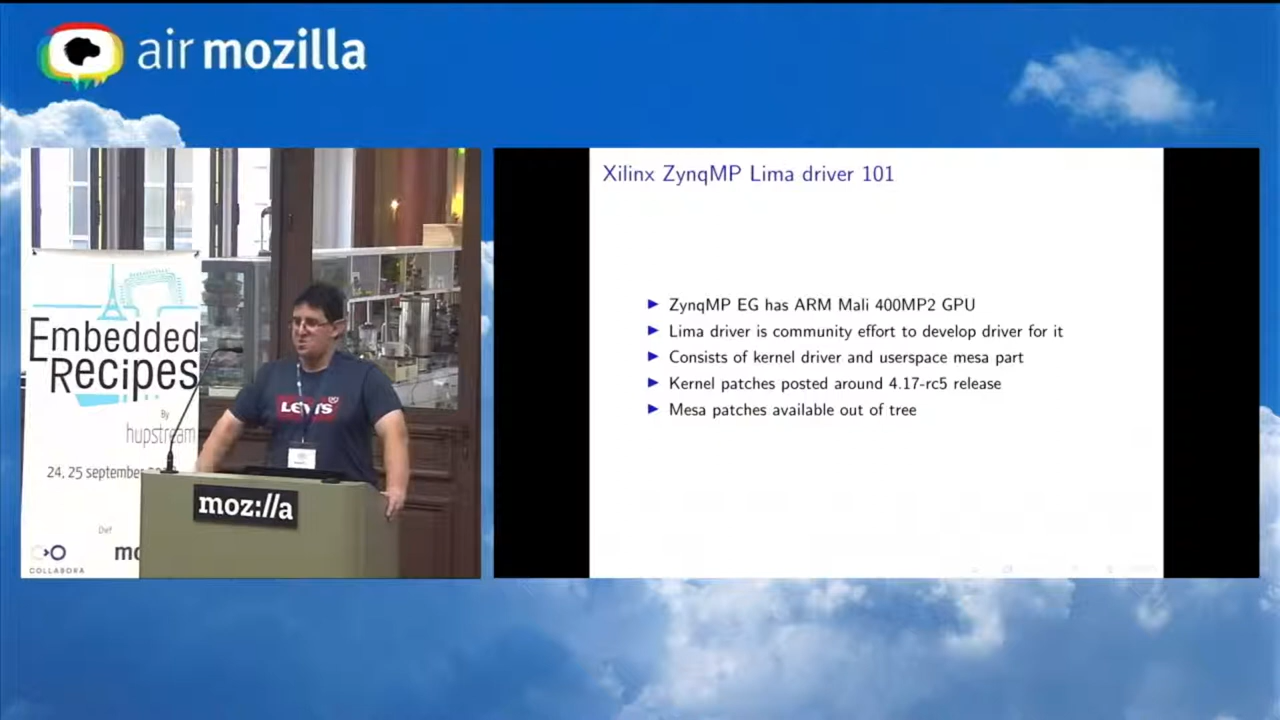 air mozilla
Embedded
Recipes
By
hupstream
24, 25 september
COLLABORA
LEVI'S
moz://a
Xilinx ZynqMP Lima driver 101
ZynqMP EG has ARM Mali 400MP2 GPU
Lima driver is community effort to develop driver for it
Consists of kernel driver and userspace mesa part
Kernel patches posted around 4.17-rc5 release
Mesa patches available out of tree